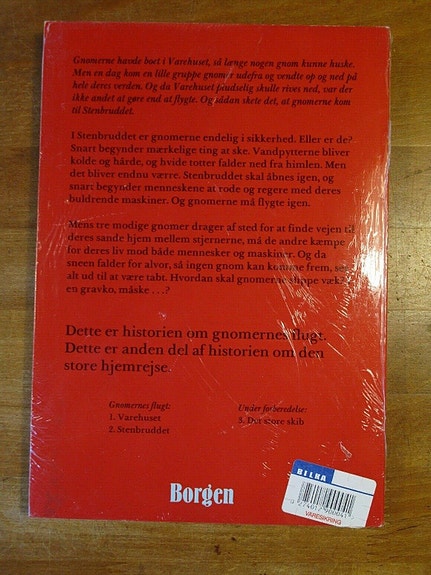 Gnomerne havde boet i Varehuset, så længe nogen gnom kunne huske.
Men en dag kom en lille gruppe gnomer udefra og vendte op og ned på
hele deres verden. Og da Varehuset pludselig skulle rives ned, var der
ikke andet at gøre end at flygte. Og sådan skete det, at gnomerne kom
til Stenbruddet.
I Stenbruddet er gnomerne endelig i sikkerhed. Eller er de?
Snart begynder mærkelige ting at ske. Vandpytterne bliver
kolde og hårde, og hvide totter falder ned fra himlen. Men
det bliver endnu værre. Stenbruddet skal åbnes igen, og
snart begynder menneskene at rode og regere med deres
buldrende maskiner. Og gnomerne må flygte igen.
Mens tre modige gnomer drager af sted for at finde vejen til
deres sande hjem mellem stjernerne, må de andre kæmpe
for deres liv mod både mennesker og maskiner. Og da
sneen falder for alvor, så ingen gnom kan komme frem, ser
alt ud til at være tabt. Hvordan skal gnomerne slippe væk?
en gravko, måske . . .?
Dette er historien om gnomernes flugt.
Dette er anden del af historien om den
store hjemrejse.
Gnomernes flugt:
1. Varehuset
2. Stenbruddet
Under forberedelse:
3. Det store skib
Borgen
BILKA
VARESIKRING